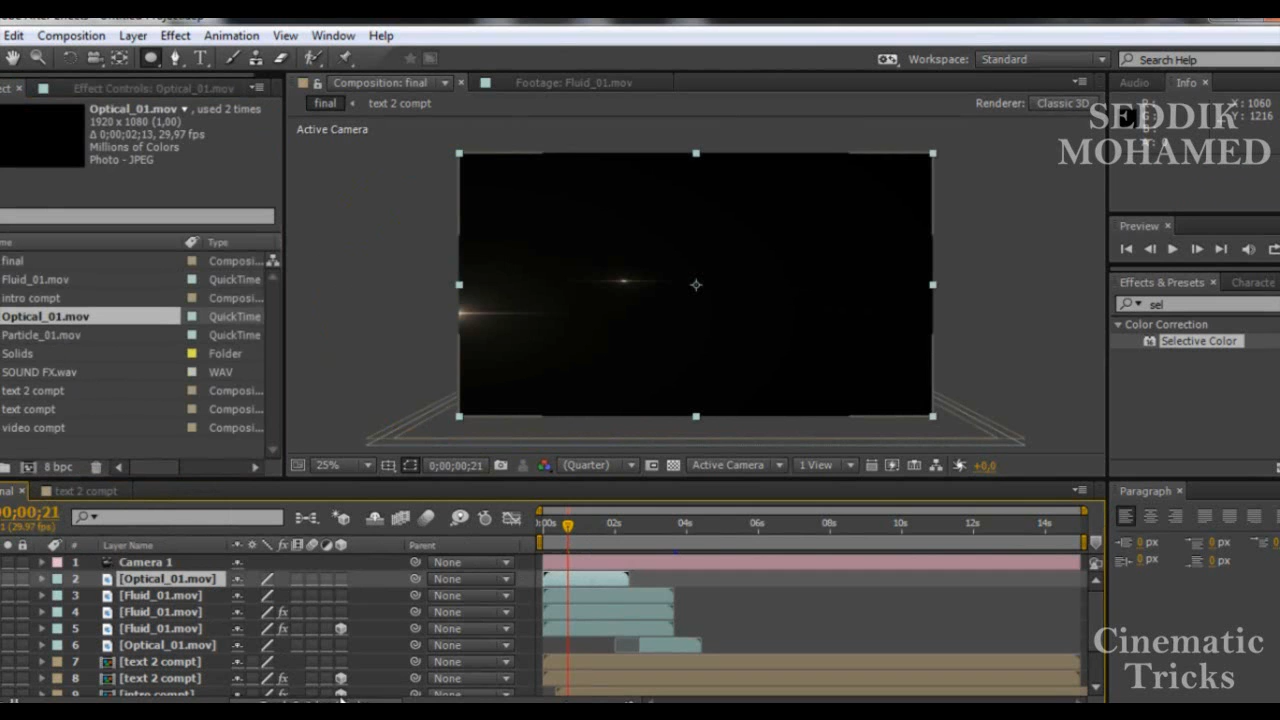 Edit Composition Layer Effect Animation View Window Help
Workspace: Standard Search Help
Effect Controls: Optical_01.mov Composition: final Footage: Fluid_01.mov Audio Info
Optical_01.mov, used 2 times
1920 x 1080 (1,00)
Δ 0;00;02;13, 29,97 fps
Millions of Colors
Photo - JPEG
final text 2 compt Renderer: Classic 3D
Active Camera
X: 1060
Y: 1216
SEDDIK
MOHAMED
Preview
Type
final Composi...
Fluid_01.mov QuickTime
intro compt Composi...
Optical_01.mov QuickTime
Particle_01.mov QuickTime
Solids Folder
SOUND FX.wav WAV
text 2 compt Composi...
text compt Composi...
video compt Composi...
8 bpc
Effects & Presets Characte
sel
Color Correction
Selective Color
25% 0;00;00;21 (Quarter) Active Camera 1 View +0,0
text 2 compt
(29.97 fps)
02s 04s 06s 08s 10s 12s 14s
# Layer Name Parent
1 Camera 1 None
2 [Optical_01.mov] None
3 [Fluid_01.mov] None
4 [Fluid_01.mov] fx None
5 [Fluid_01.mov] fx None
6 [Optical_01.mov] None
7 [text 2 compt] None
8 [text 2 compt] fx None
9 [intro compt] fx None
Paragraph
0 px 0 px
0 px 0 px
Cinematic
Tricks